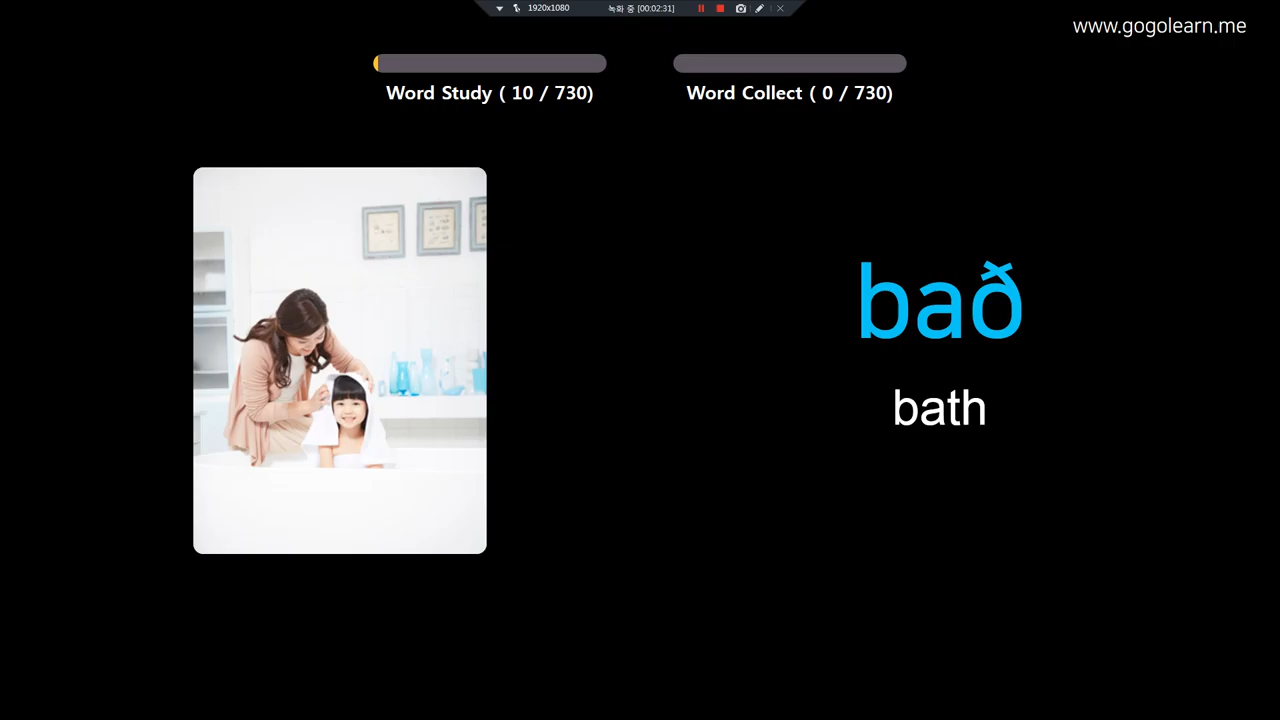 1920x1080 녹화 중 [00:02:31]
www.gogolearn.me
Word Study ( 10 / 730) Word Collect ( 0 / 730)
bað
bath